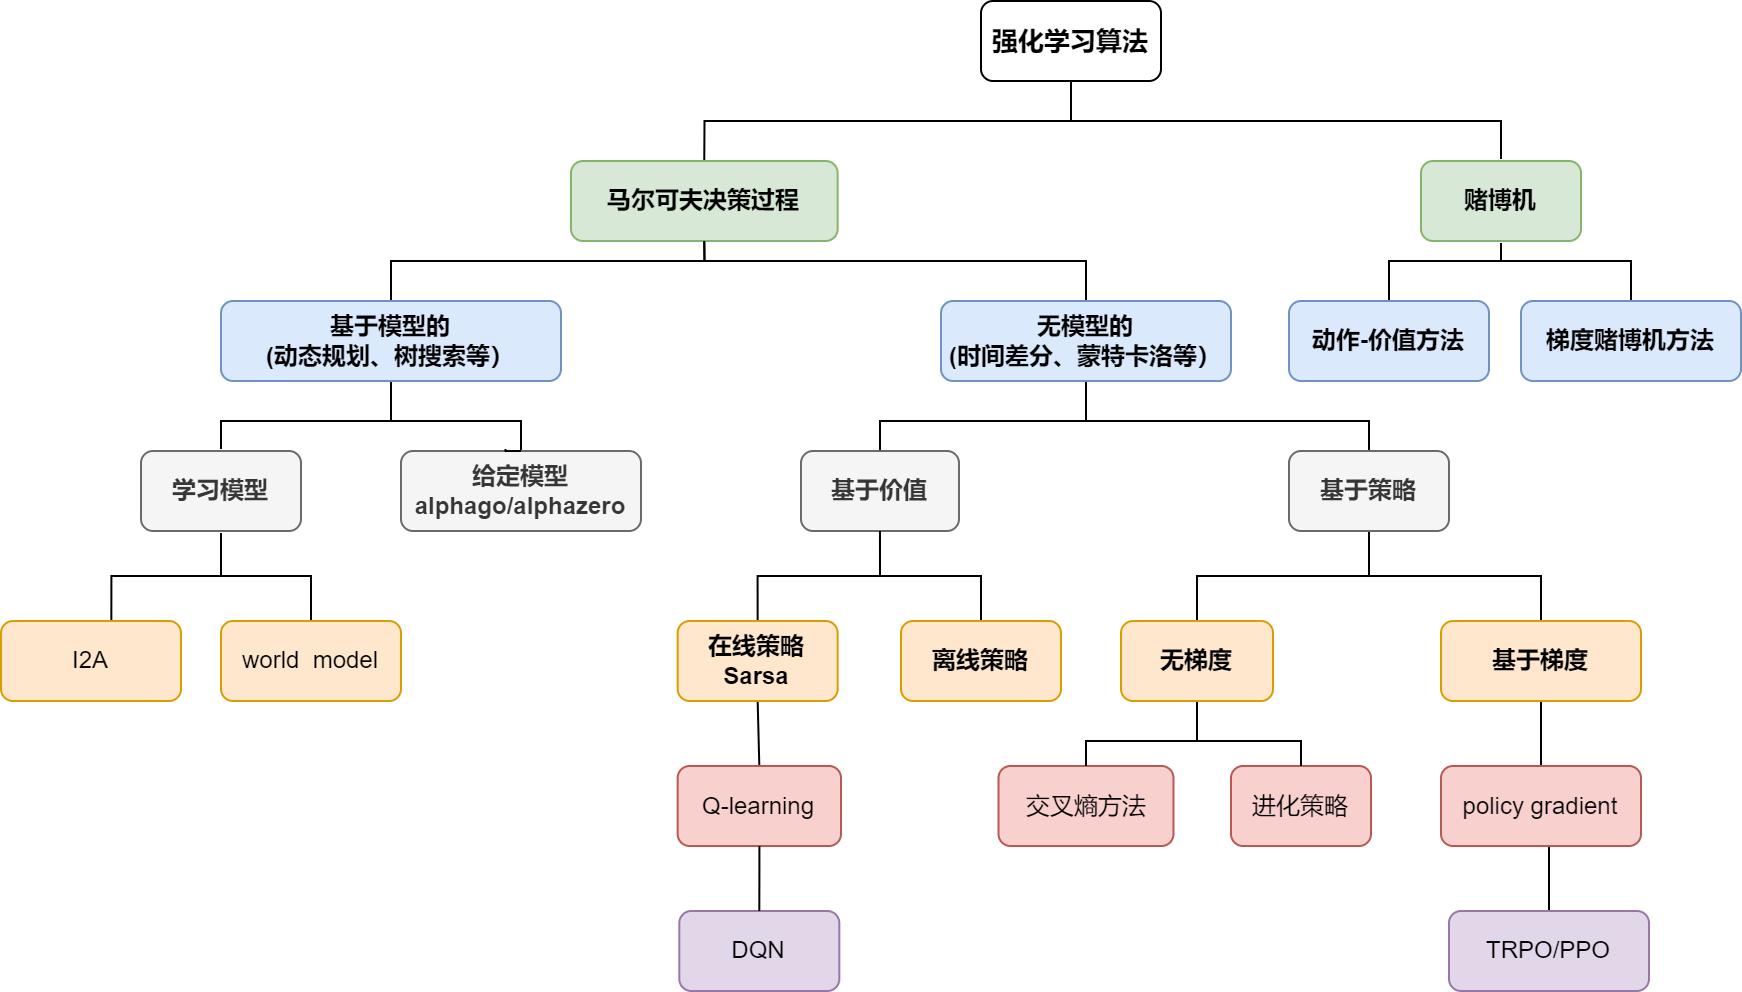 强化学习算法
马尔可夫决策过程
赌博机
基于模型的
(动态规划、树搜索等）
无模型的
(时间差分、蒙特卡洛等）
动作-价值方法
梯度赌博机方法
学习模型
给定模型
alphago/alphazero
基于价值
基于策略
I2A
world  model
在线策略
Sarsa
离线策略
无梯度
基于梯度
Q-learning
交叉熵方法
进化策略
policy gradient
DQN
TRPO/PPO